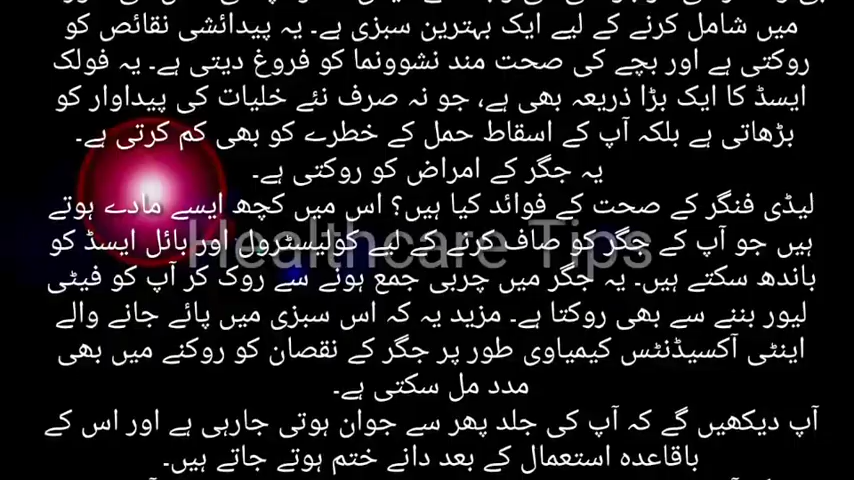 میں شامل کرنے کے لیے ایک بہترین سبزی ہے۔ یہ پیدائشی نقائص کو
روکتی ہے اور بچے کی صحت مند نشوونما کو فروغ دیتی ہے۔ یہ فولک
ایسڈ کا ایک بڑا ذریعہ بھی ہے، جو نہ صرف نئے خلیات کی پیداوار کو
بڑھاتی ہے بلکہ آپ کے اسقاط حمل کے خطرے کو بھی کم کرتی ہے۔
یہ جگر کے امراض کو روکتی ہے۔
لیڈی فنگر کے صحت کے فوائد کیا ہیں؟ اس میں کچھ ایسے مادے ہوتے
ہیں جو آپ کے جگر کو صاف کرنے کے لیے کولیسٹرول اور بائل ایسڈ کو
Healthcare Tips
باندھ سکتے ہیں۔ یہ جگر میں چربی جمع ہونے سے روک کر آپ کو فیٹی
لیور بننے سے بھی روکتا ہے۔ مزید یہ کہ اس سبزی میں پائے جانے والے
اینٹی آکسیڈنٹس کیمیاوی طور پر جگر کے نقصان کو روکنے میں بھی
مدد مل سکتی ہے۔
آپ دیکھیں گے کہ آپ کی جلد پھر سے جوان ہوتی جارہی ہے اور اس کے
باقاعدہ استعمال کے بعد دانے ختم ہوتے جاتے ہیں۔